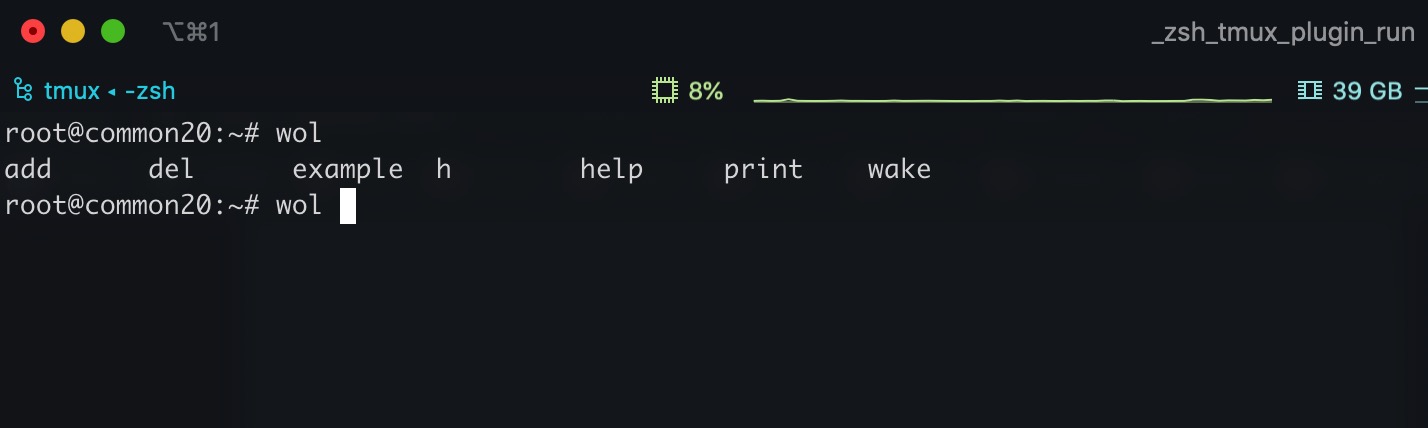 ⌥⌘1 _zsh_tmux_plugin_run
tmux ◂ -zsh 8% 39 GB
root@common20:~# wol
add del example h help print wake
root@common20:~# wol